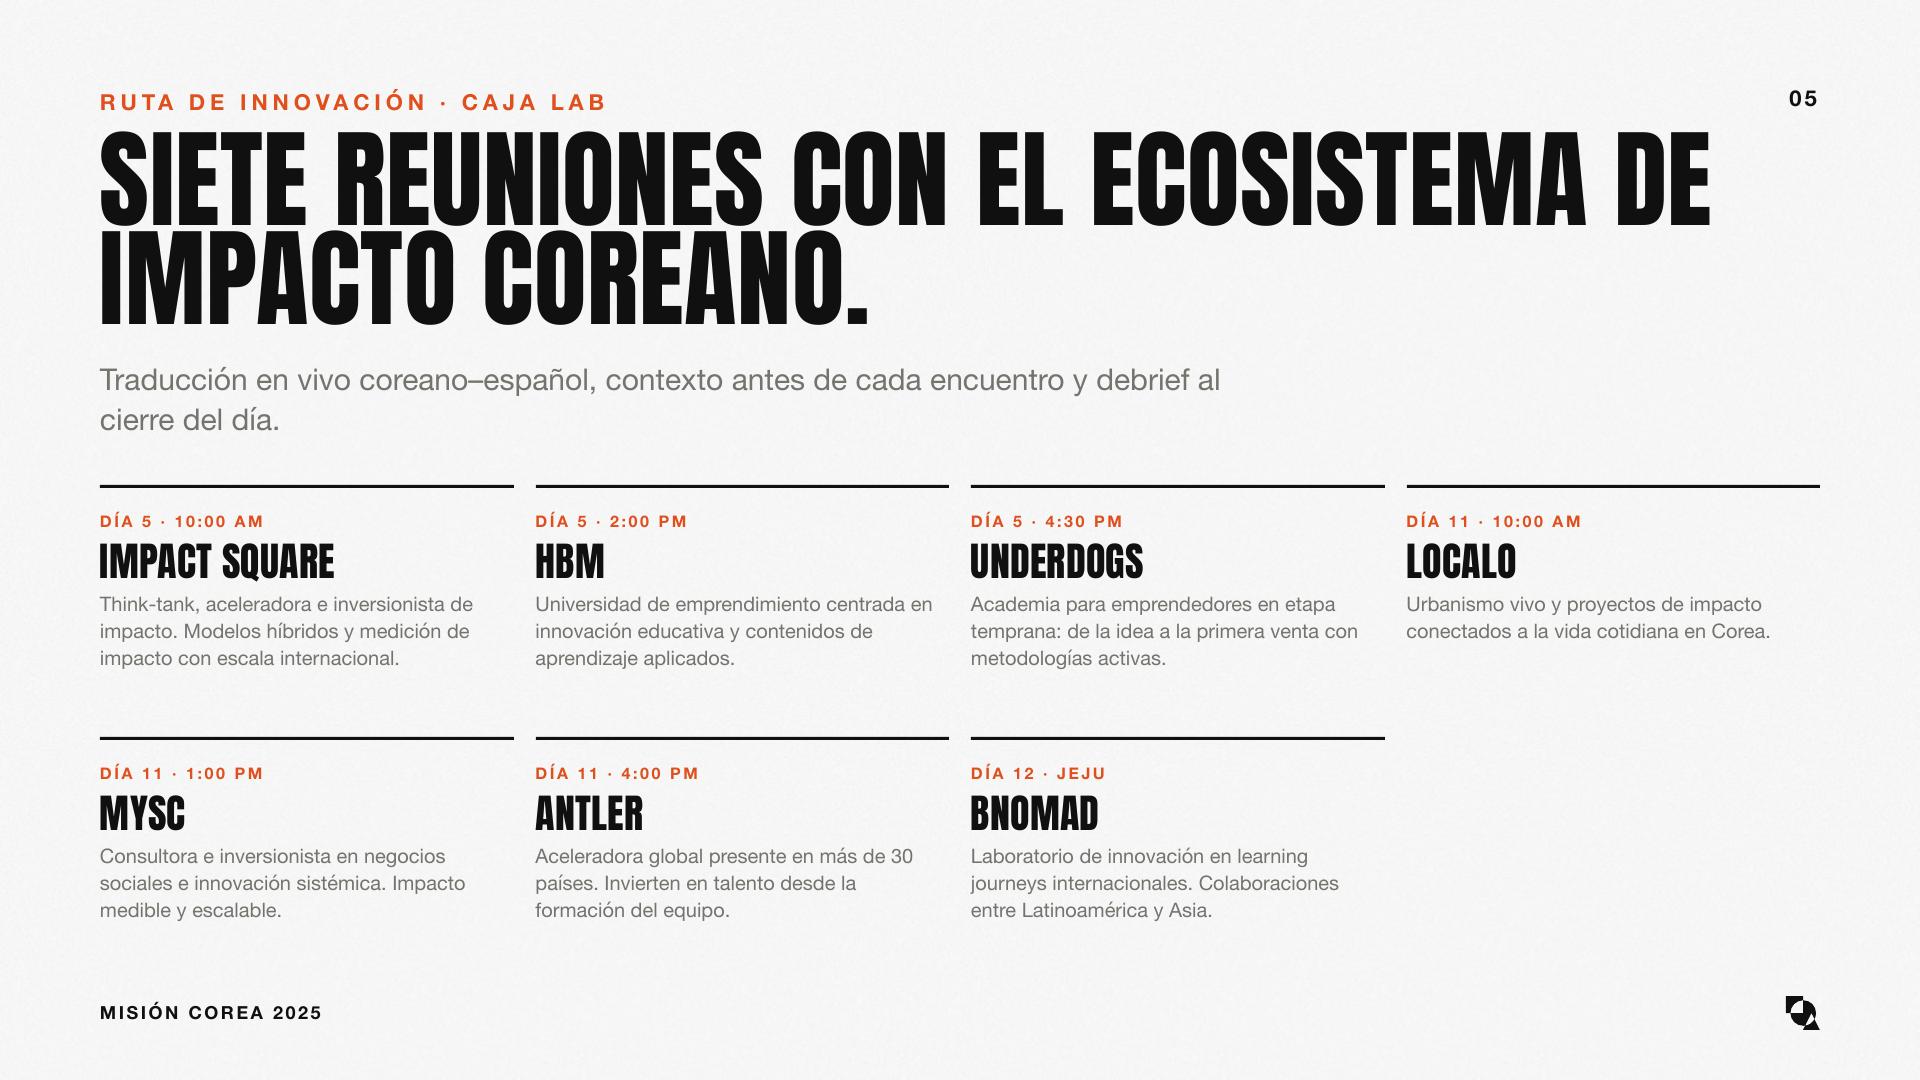 RUTA DE INNOVACIÓN · CAJA LAB
05
SIETE REUNIONES CON EL ECOSISTEMA DE
IMPACTO COREANO.
Traducción en vivo coreano–español, contexto antes de cada encuentro y debrief al
cierre del día.
DÍA 5 · 10:00 AM
IMPACT SQUARE
Think-tank, aceleradora e inversionista de
impacto. Modelos híbridos y medición de
impacto con escala internacional.
DÍA 5 · 2:00 PM
HBM
Universidad de emprendimiento centrada en
innovación educativa y contenidos de
aprendizaje aplicados.
DÍA 5 · 4:30 PM
UNDERDOGS
Academia para emprendedores en etapa
temprana: de la idea a la primera venta con
metodologías activas.
DÍA 11 · 10:00 AM
LOCALO
Urbanismo vivo y proyectos de impacto
conectados a la vida cotidiana en Corea.
DÍA 11 · 1:00 PM
MYSC
Consultora e inversionista en negocios
sociales e innovación sistémica. Impacto
medible y escalable.
DÍA 11 · 4:00 PM
ANTLER
Aceleradora global presente en más de 30
países. Invierten en talento desde la
formación del equipo.
DÍA 12 · JEJU
BNOMAD
Laboratorio de innovación en learning
journeys internacionales. Colaboraciones
entre Latinoamérica y Asia.
MISIÓN COREA 2025